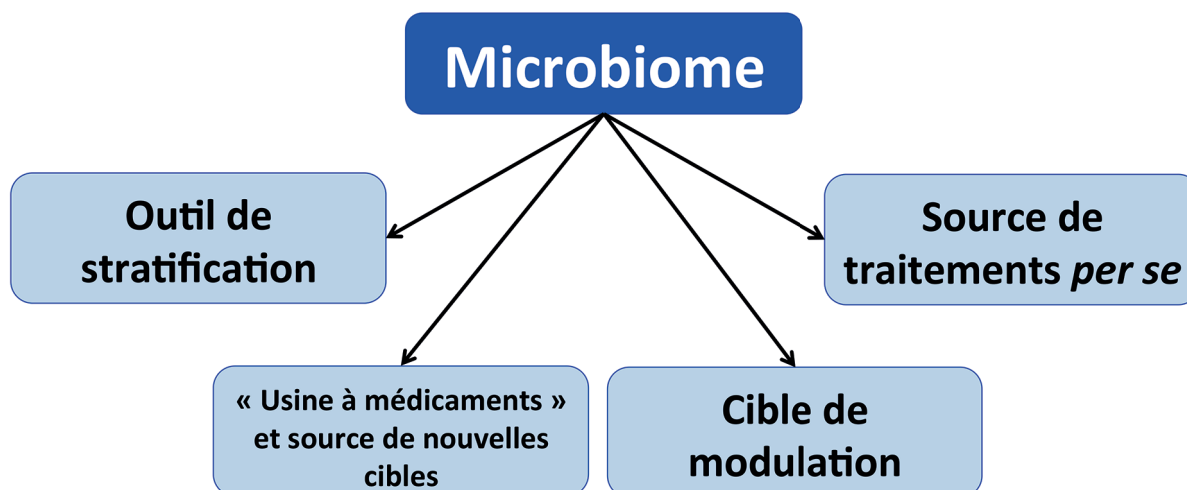 Microbiome
Outil de
stratification
Source de
traitements per se
« Usine à médicaments »
et source de nouvelles
cibles
Cible de
modulation